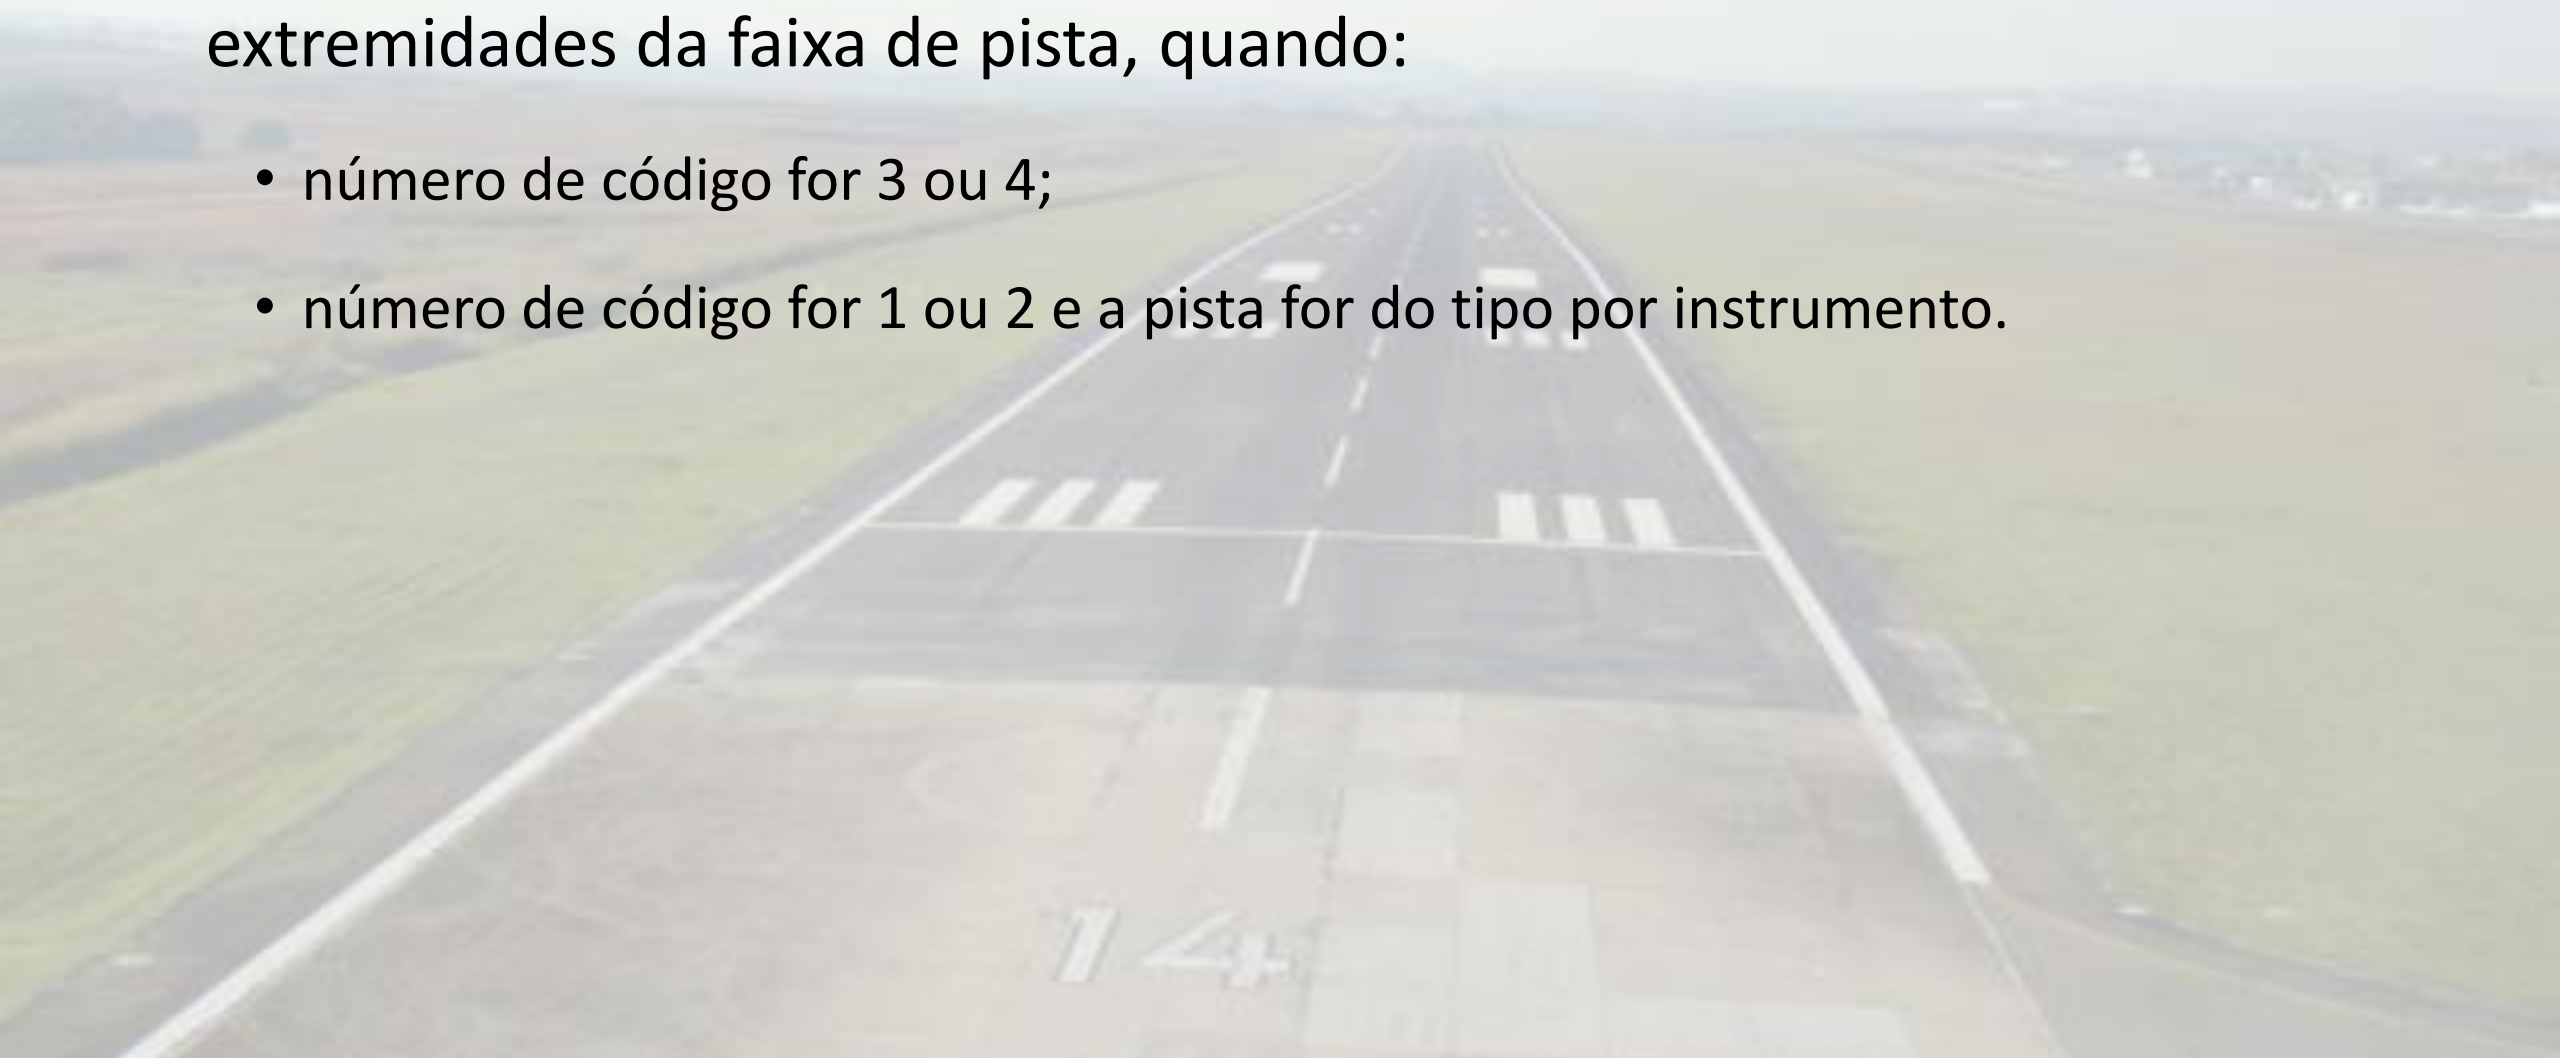 extremidades da faixa de pista, quando:
• número de código for 3 ou 4;
• número de código for 1 ou 2 e a pista for do tipo por instrumento.
14